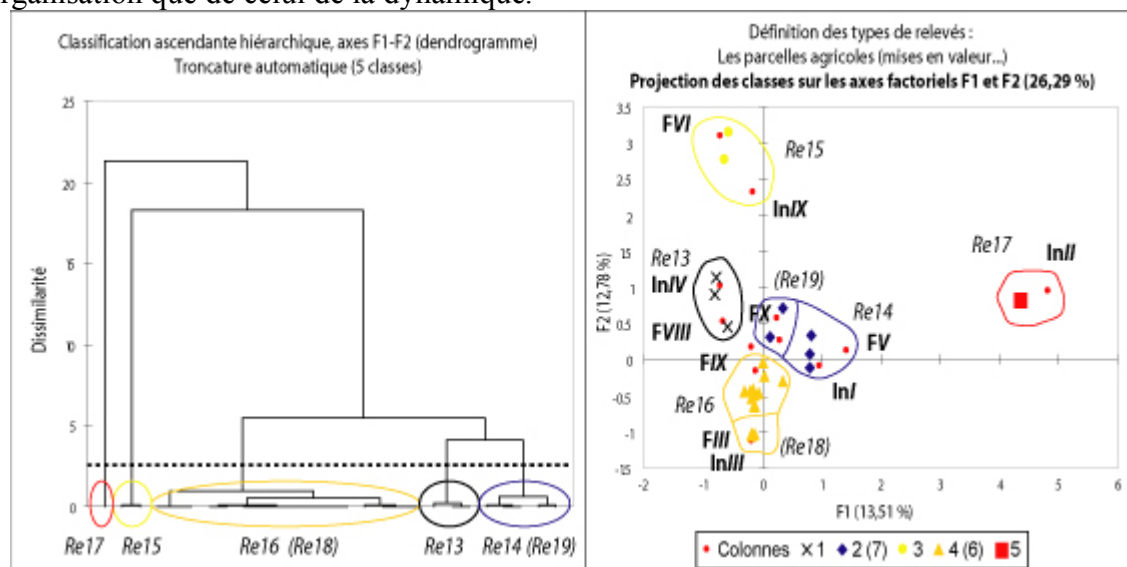 rganisation que de celui de la dynamique.
Classification ascendante hiérarchique, axes F1-F2 (dendrogramme)
Troncature automatique (5 classes)
25
20
15
10
5
0
Dissimilarité
Re17 Re15 Re16 (Re18) Re13 Re14 (Re19)
Définition des types de relevés :
Les parcelles agricoles (mises en valeur...)
Projection des classes sur les axes factoriels F1 et F2 (26,29 %)
3.5
3
2.5
2
1.5
1
0.5
0
-0.5
-1
-1.5
F2 (12,78 %)
FVI
Re15
InIX
Re17
InII
Re13
(Re19)
InIV
FX
Re14
FVIII
FV
FIX
InI
Re16
FIII
(Re18)
InIII
-2 -1 0 1 2 3 4 5 6
F1 (13,51 %)
Colonnes 1 2 (7) 3 4 (6) 5